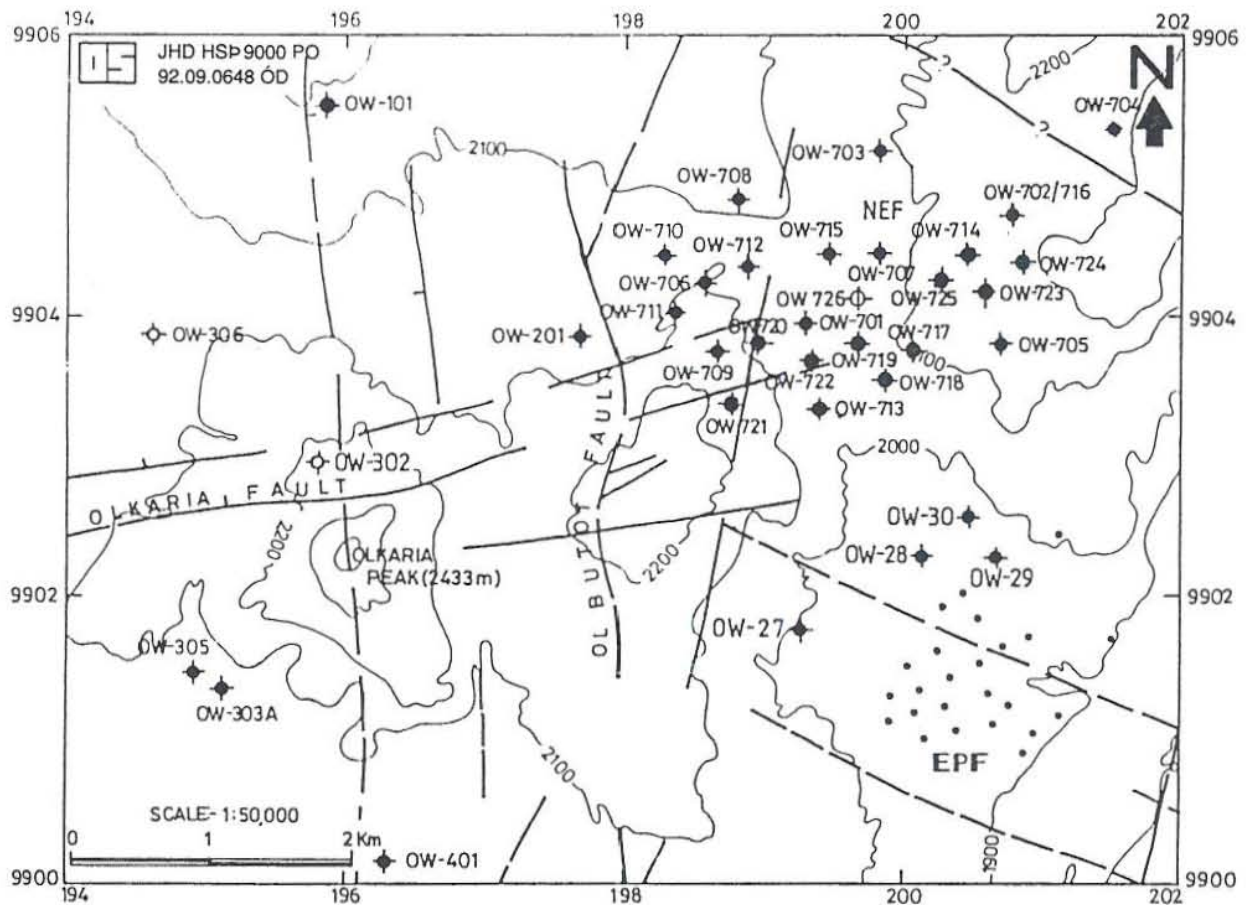 194
196
198
200
202
9906
9906
JHD HSÞ 9000 PO
92.09.0648 ÓD
N
2200
OW-704
OW-101
2100
OW-703
OW-708
OW-702/716
NEF
OW-710
OW-712
OW-715
OW-714
OW-706
OW-707
OW-724
OW-726
OW-725
OW-723
OW-711
9904
9904
OW-306
OW-201
OW-720
OW-701
OW-717
OW-705
OW-709
OW-719
OW-722
OW-718
OW-721
OW-713
OW-302
OLKARIA FAULT
OL BUTOT FAULT
2000
2200
OW-30
OLKARIA
PEAK (2433m)
2200
OW-28
OW-29
9902
9902
OW-27
OW-305
OW-303A
2100
EPF
SCALE- 1:50,000
0
1
2 Km
OW-401
1900
9900
9900
194
196
198
200
202